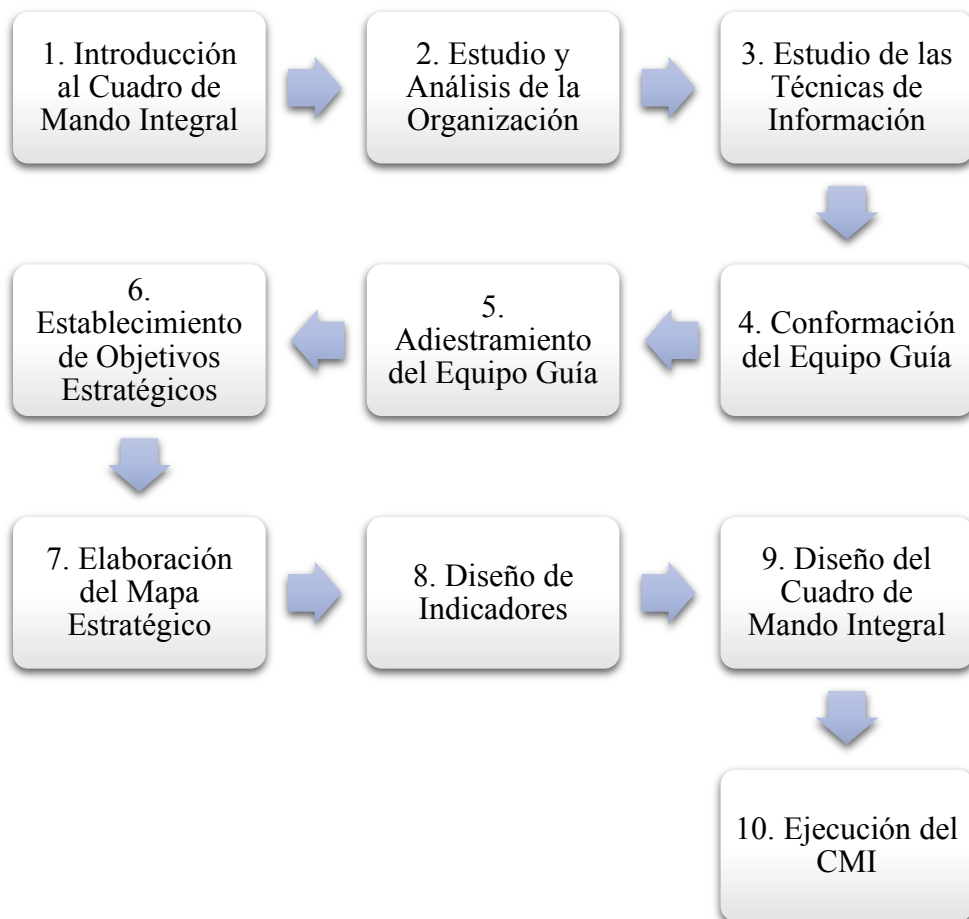 1. Introducción
al Cuadro de
Mando Integral
2. Estudio y
Análisis de la
Organización
3. Estudio de las
Técnicas de
Información
4. Conformación
del Equipo Guía
5.
Adiestramiento
del Equipo Guía
6.
Establecimiento
de Objetivos
Estratégicos
7. Elaboración
del Mapa
Estratégico
8. Diseño de
Indicadores
9. Diseño del
Cuadro de
Mando Integral
10. Ejecución del
CMI